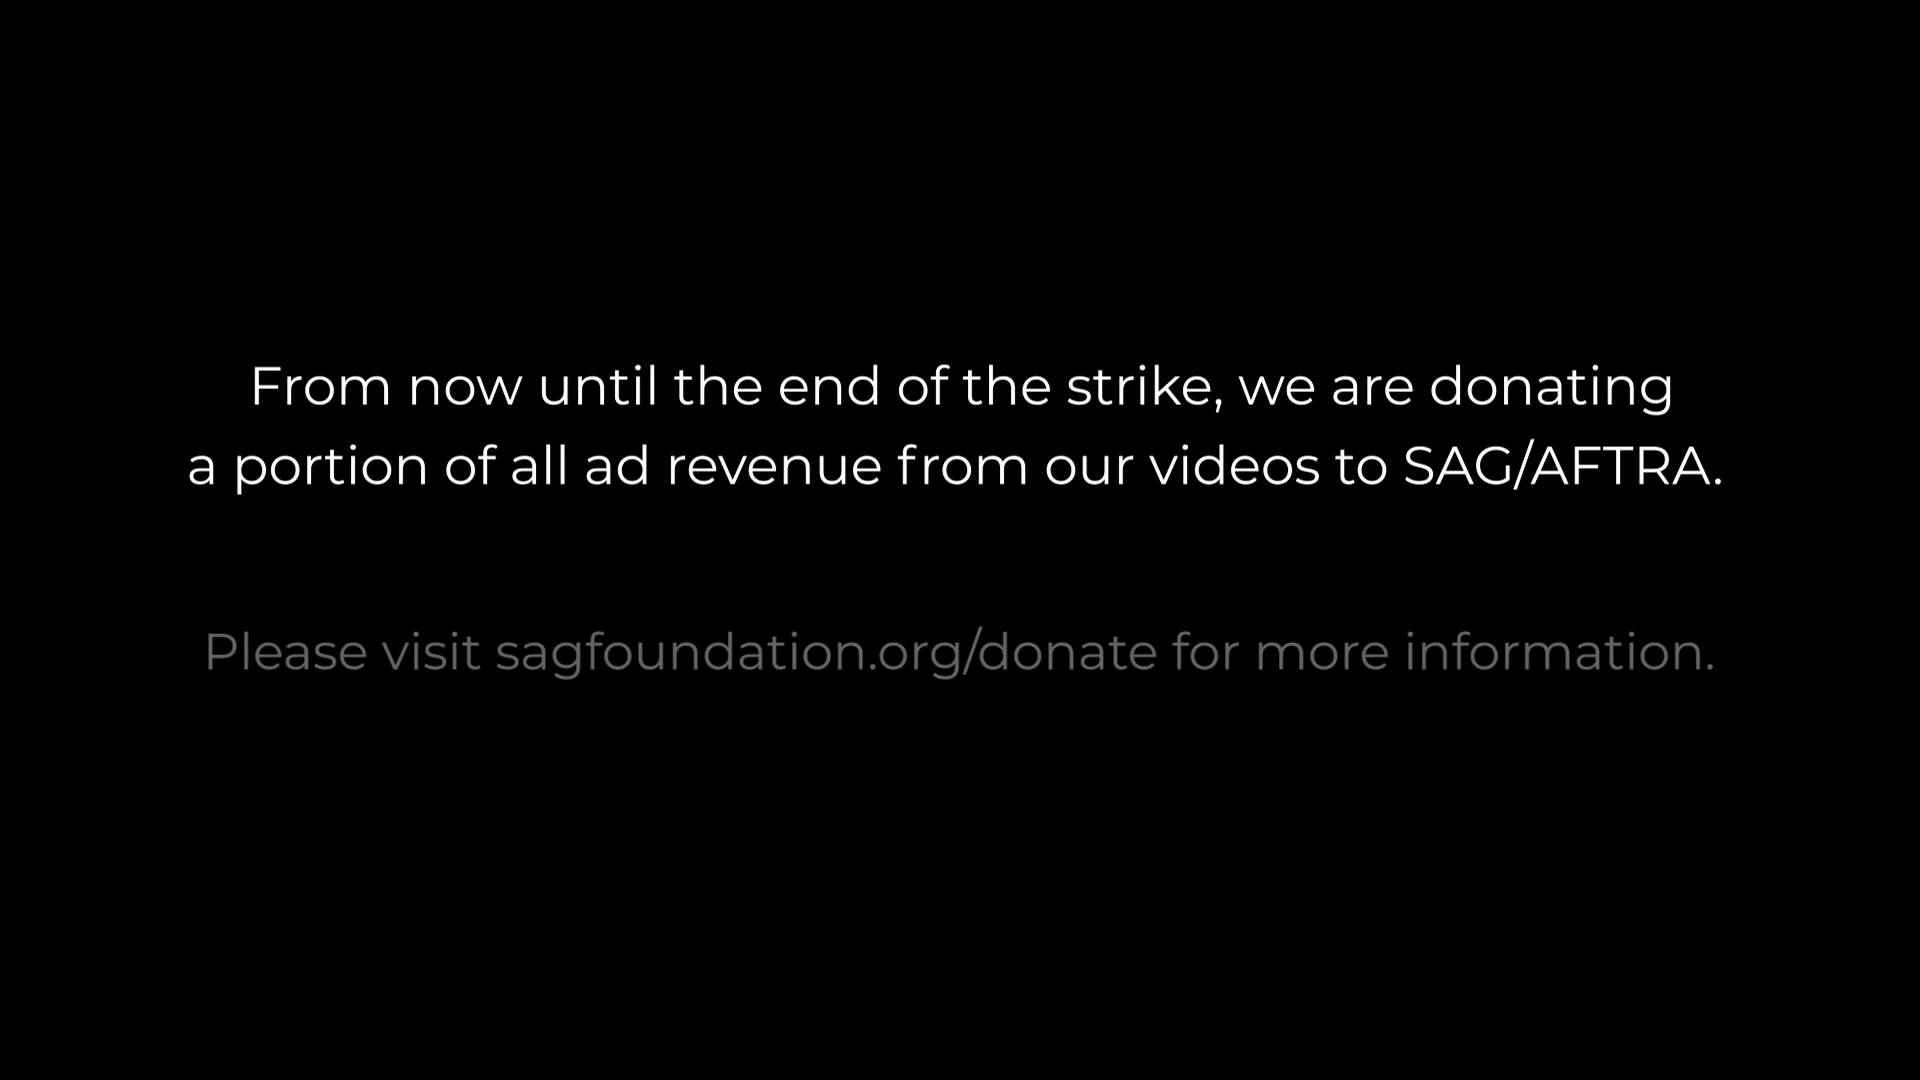 From now until the end of the strike, we are donating
a portion of all ad revenue from our videos to SAG/AFTRA.
Please visit sagfoundation.org/donate for more information.